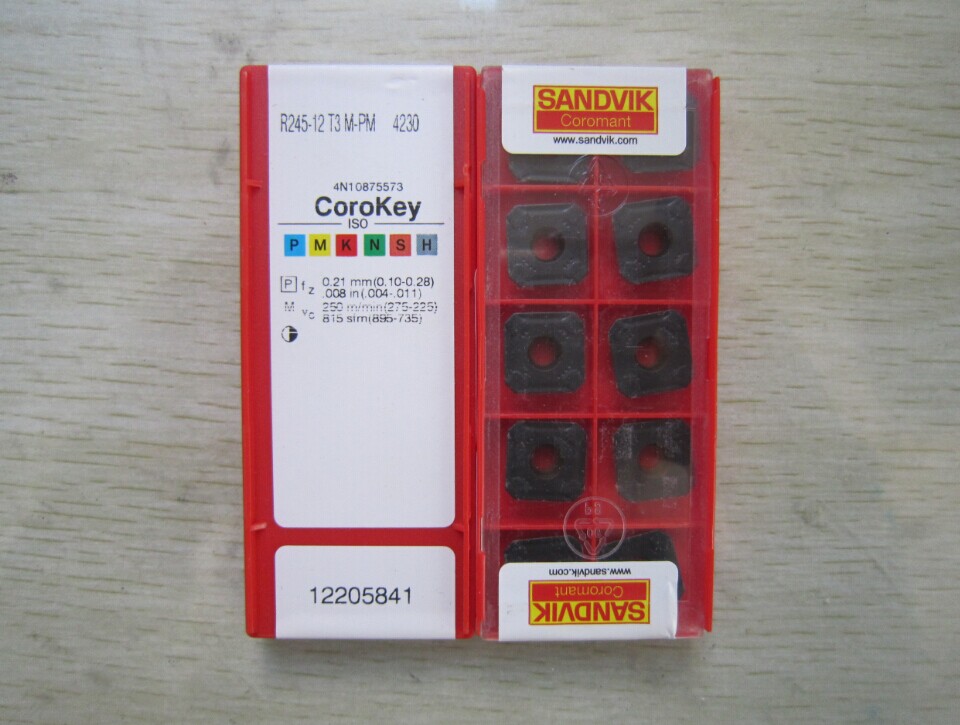 R245-12 T3 M-PM 4230
4N10875573
CoroKey
ISO
P M K N S H
P fz 0.21 mm(0.10-0.28)
.008 in(.004-.011)
M vc 250 m/min(275-225)
815 sfm(895-735)
12205841
SANDVIK
Coromant
www.sandvik.com
www.sandvik.com
Coromant
SANDVIK